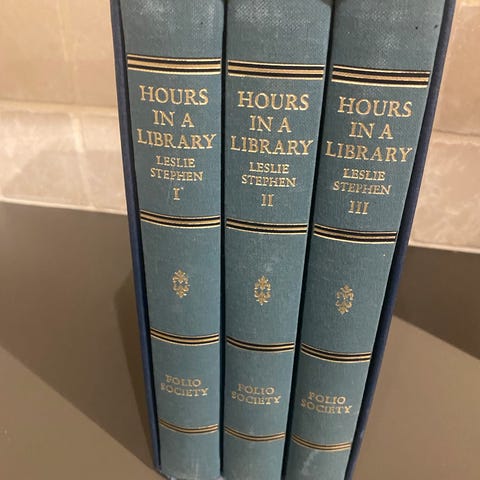 HOURS
IN A
LIBRARY
LESLIE
STEPHEN
I
FOLIO
SOCIETY
HOURS
IN A
LIBRARY
LESLIE
STEPHEN
II
FOLIO
SOCIETY
HOURS
IN A
LIBRARY
LESLIE
STEPHEN
III
FOLIO
SOCIETY